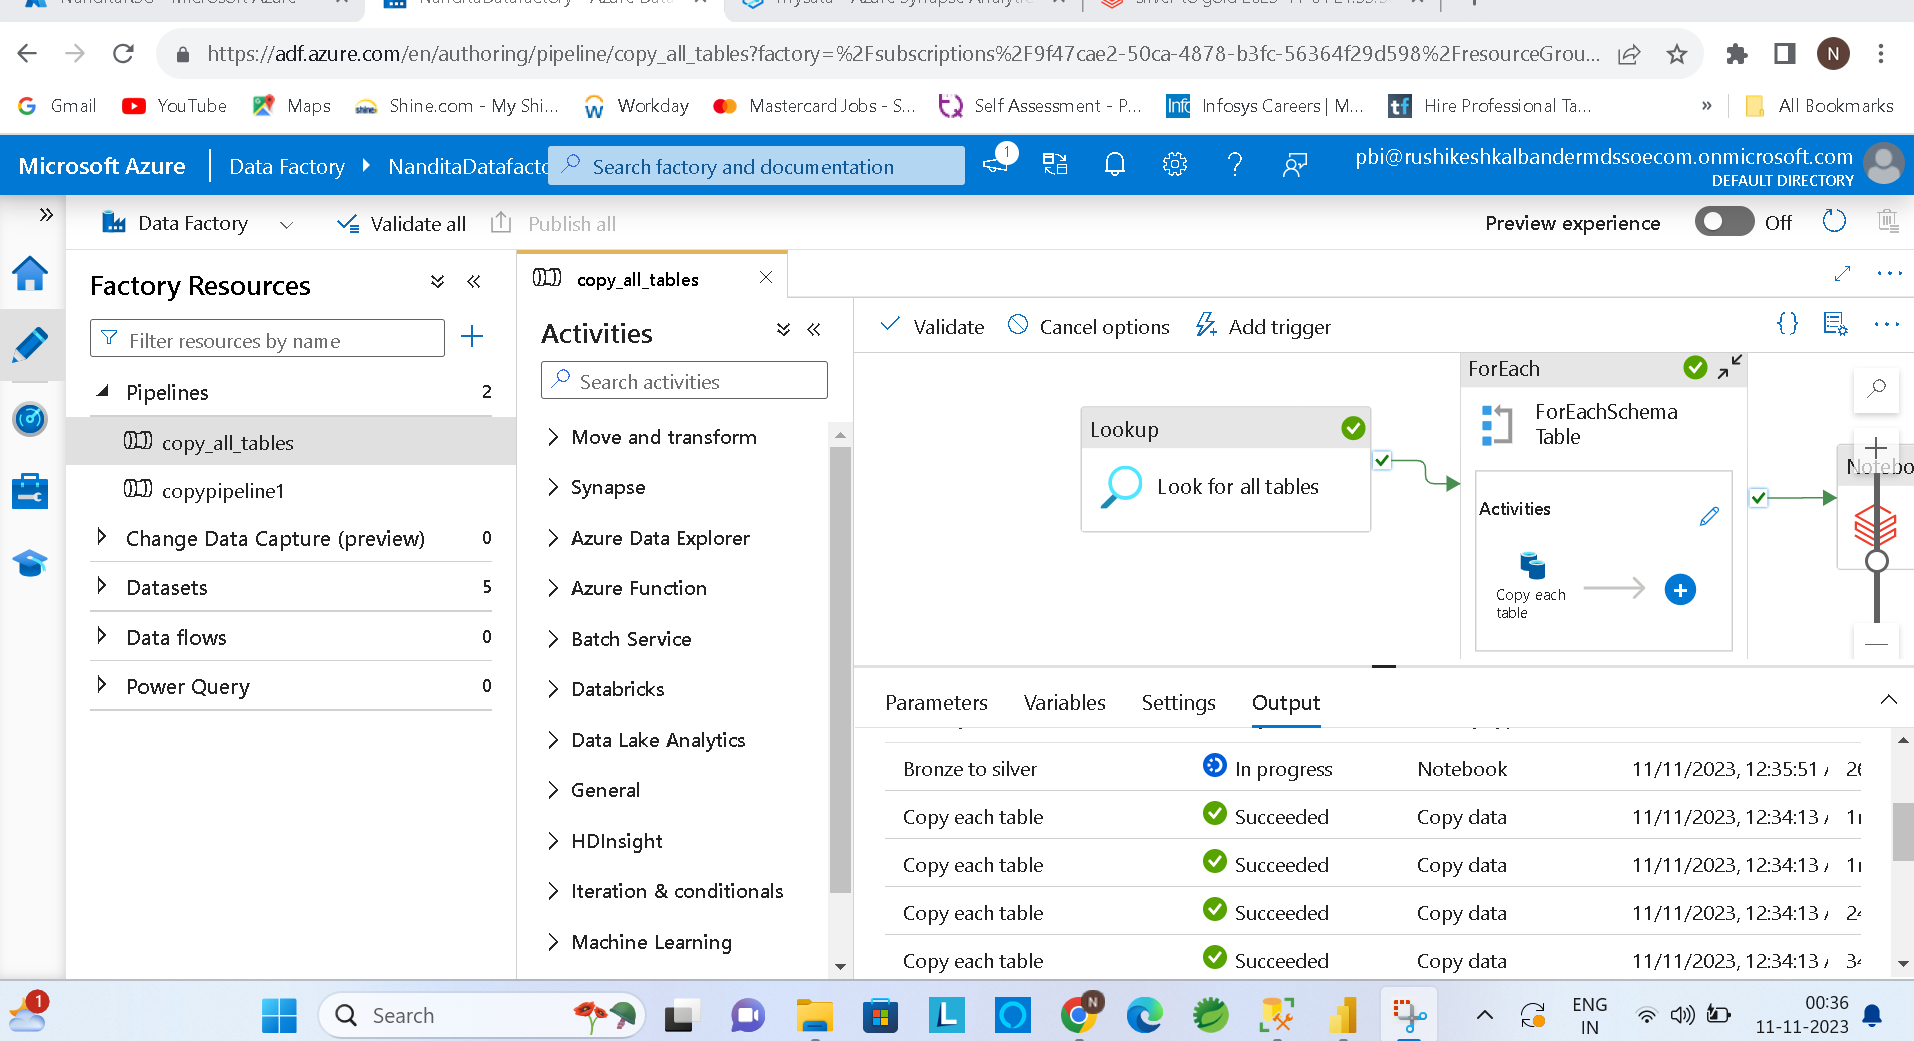 https://adf.azure.com/en/authoring/pipeline/copy_all_tables?factory=%2Fsubscriptions%2F9f47cae2-50ca-4878-b3fc-56364f29d598%2FresourceGrou...
N
Gmail
YouTube
Maps
Shine.com - My Shi...
Workday
Mastercard Jobs - S...
Self Assessment - P...
Infosys Careers | M...
Hire Professional Ta...
»
All Bookmarks
Microsoft Azure
Data Factory
NanditaDatafacto
Search factory and documentation
1
pbi@rushikeshkalbandermdssoecom.onmicrosoft.com
DEFAULT DIRECTORY
Data Factory
Validate all
Publish all
Preview experience
Off
Factory Resources
Filter resources by name
Pipelines 2
copy_all_tables
copypipeline1
Change Data Capture (preview) 0
Datasets 5
Data flows 0
Power Query 0
copy_all_tables
Activities
Search activities
Move and transform
Synapse
Azure Data Explorer
Azure Function
Batch Service
Databricks
Data Lake Analytics
General
HDInsight
Iteration & conditionals
Machine Learning
Validate
Cancel options
Add trigger
Lookup
Look for all tables
ForEach
ForEachSchema
Table
Activities
Copy each
table
Notebo
Parameters
Variables
Settings
Output
Bronze to silver In progress Notebook 11/11/2023, 12:35:51 26
Copy each table Succeeded Copy data 11/11/2023, 12:34:13 1
Copy each table Succeeded Copy data 11/11/2023, 12:34:13 1
Copy each table Succeeded Copy data 11/11/2023, 12:34:13 24
Copy each table Succeeded Copy data 11/11/2023, 12:34:13 34
1
Search
N
ENG
IN
00:36
11-11-2023